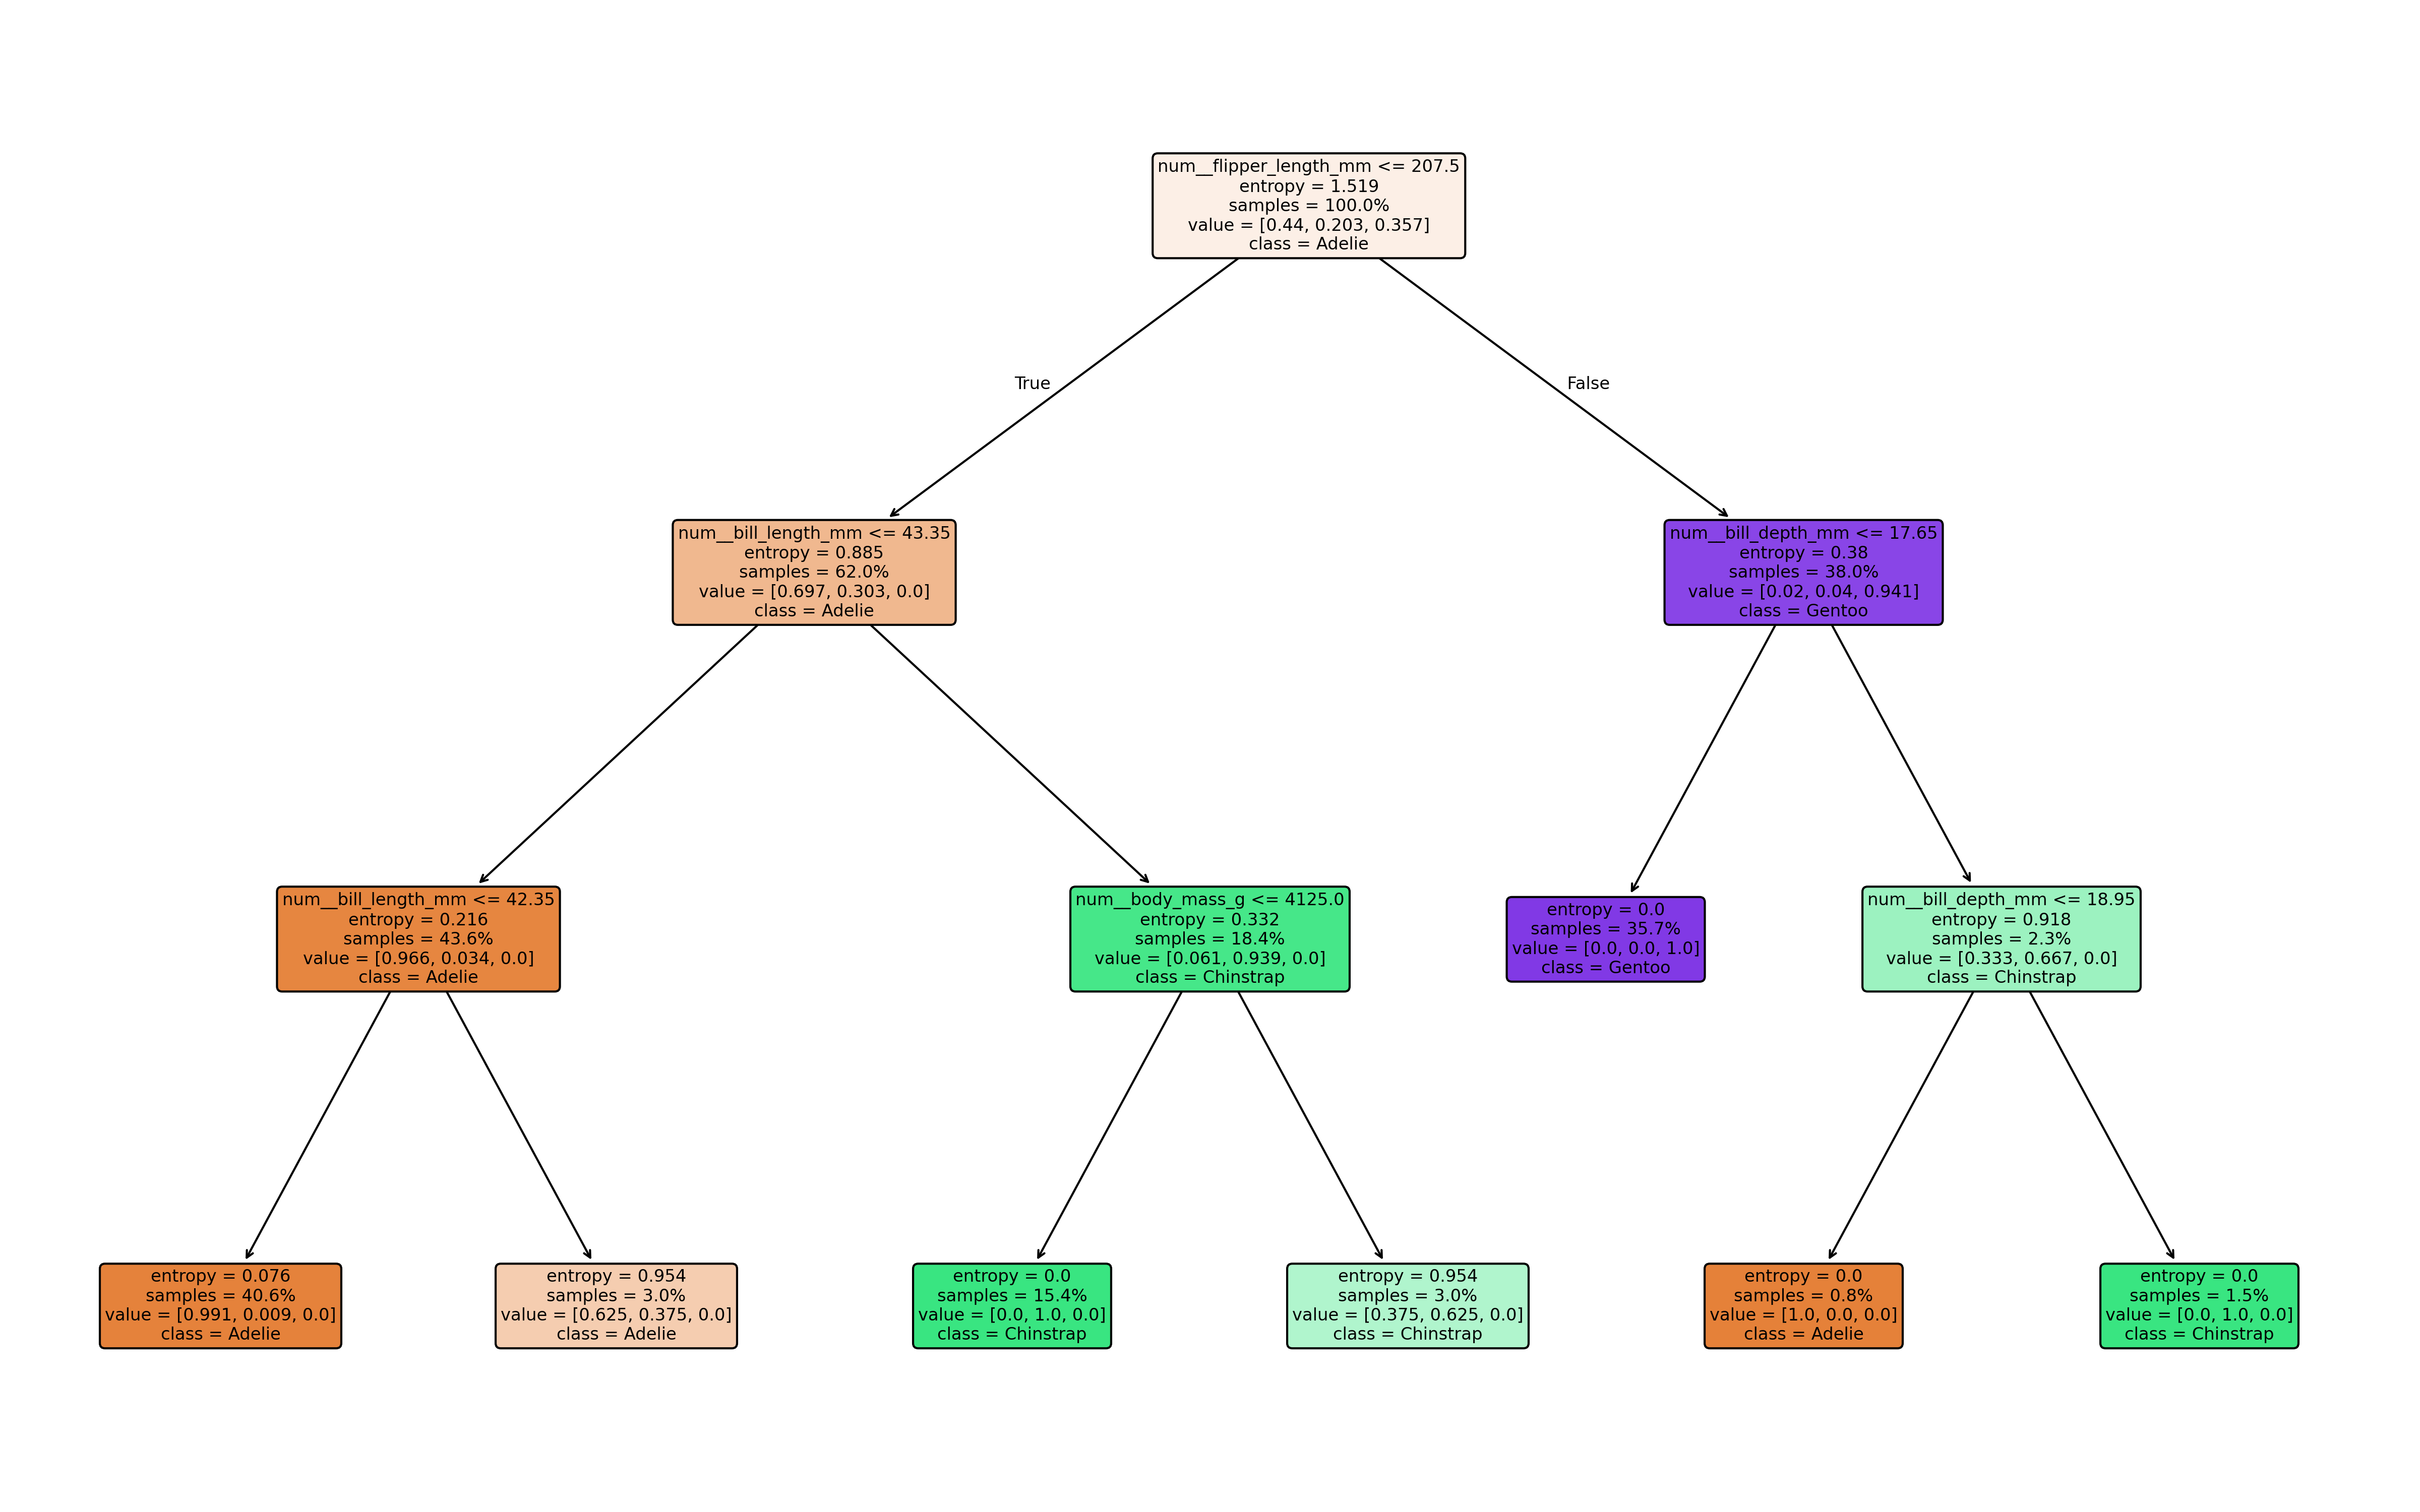 num__flipper_length_mm <= 207.5
entropy = 1.519
samples = 100.0%
value = [0.44, 0.203, 0.357]
class = Adelie
True
False
num__bill_length_mm <= 43.35
entropy = 0.885
samples = 62.0%
value = [0.697, 0.303, 0.0]
class = Adelie
num__bill_depth_mm <= 17.65
entropy = 0.38
samples = 38.0%
value = [0.02, 0.04, 0.941]
class = Gentoo
num__bill_length_mm <= 42.35
entropy = 0.216
samples = 43.6%
value = [0.966, 0.034, 0.0]
class = Adelie
num__body_mass_g <= 4125.0
entropy = 0.332
samples = 18.4%
value = [0.061, 0.939, 0.0]
class = Chinstrap
entropy = 0.0
samples = 35.7%
value = [0.0, 0.0, 1.0]
class = Gentoo
num__bill_depth_mm <= 18.95
entropy = 0.918
samples = 2.3%
value = [0.333, 0.667, 0.0]
class = Chinstrap
entropy = 0.076
samples = 40.6%
value = [0.991, 0.009, 0.0]
class = Adelie
entropy = 0.954
samples = 3.0%
value = [0.625, 0.375, 0.0]
class = Adelie
entropy = 0.0
samples = 15.4%
value = [0.0, 1.0, 0.0]
class = Chinstrap
entropy = 0.954
samples = 3.0%
value = [0.375, 0.625, 0.0]
class = Chinstrap
entropy = 0.0
samples = 0.8%
value = [1.0, 0.0, 0.0]
class = Adelie
entropy = 0.0
samples = 1.5%
value = [0.0, 1.0, 0.0]
class = Chinstrap